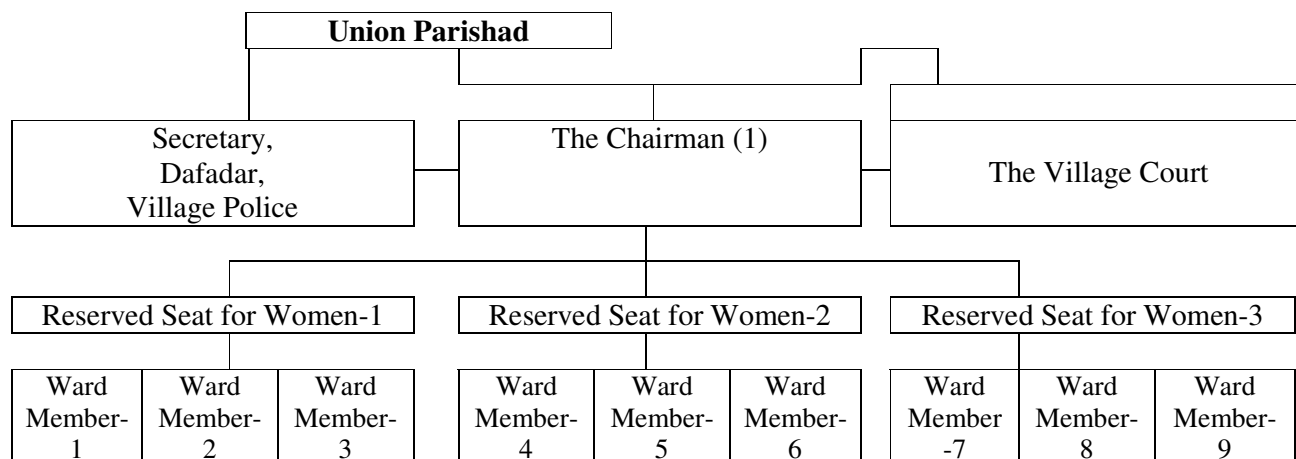 Union Parishad
Secretary,
Dafadar,
Village Police
The Chairman (1)
The Village Court
Reserved Seat for Women-1
Reserved Seat for Women-2
Reserved Seat for Women-3
Ward
Member-
1
Ward
Member-
2
Ward
Member-
3
Ward
Member-
4
Ward
Member-
5
Ward
Member-
6
Ward
Member
-7
Ward
Member-
8
Ward
Member-
9